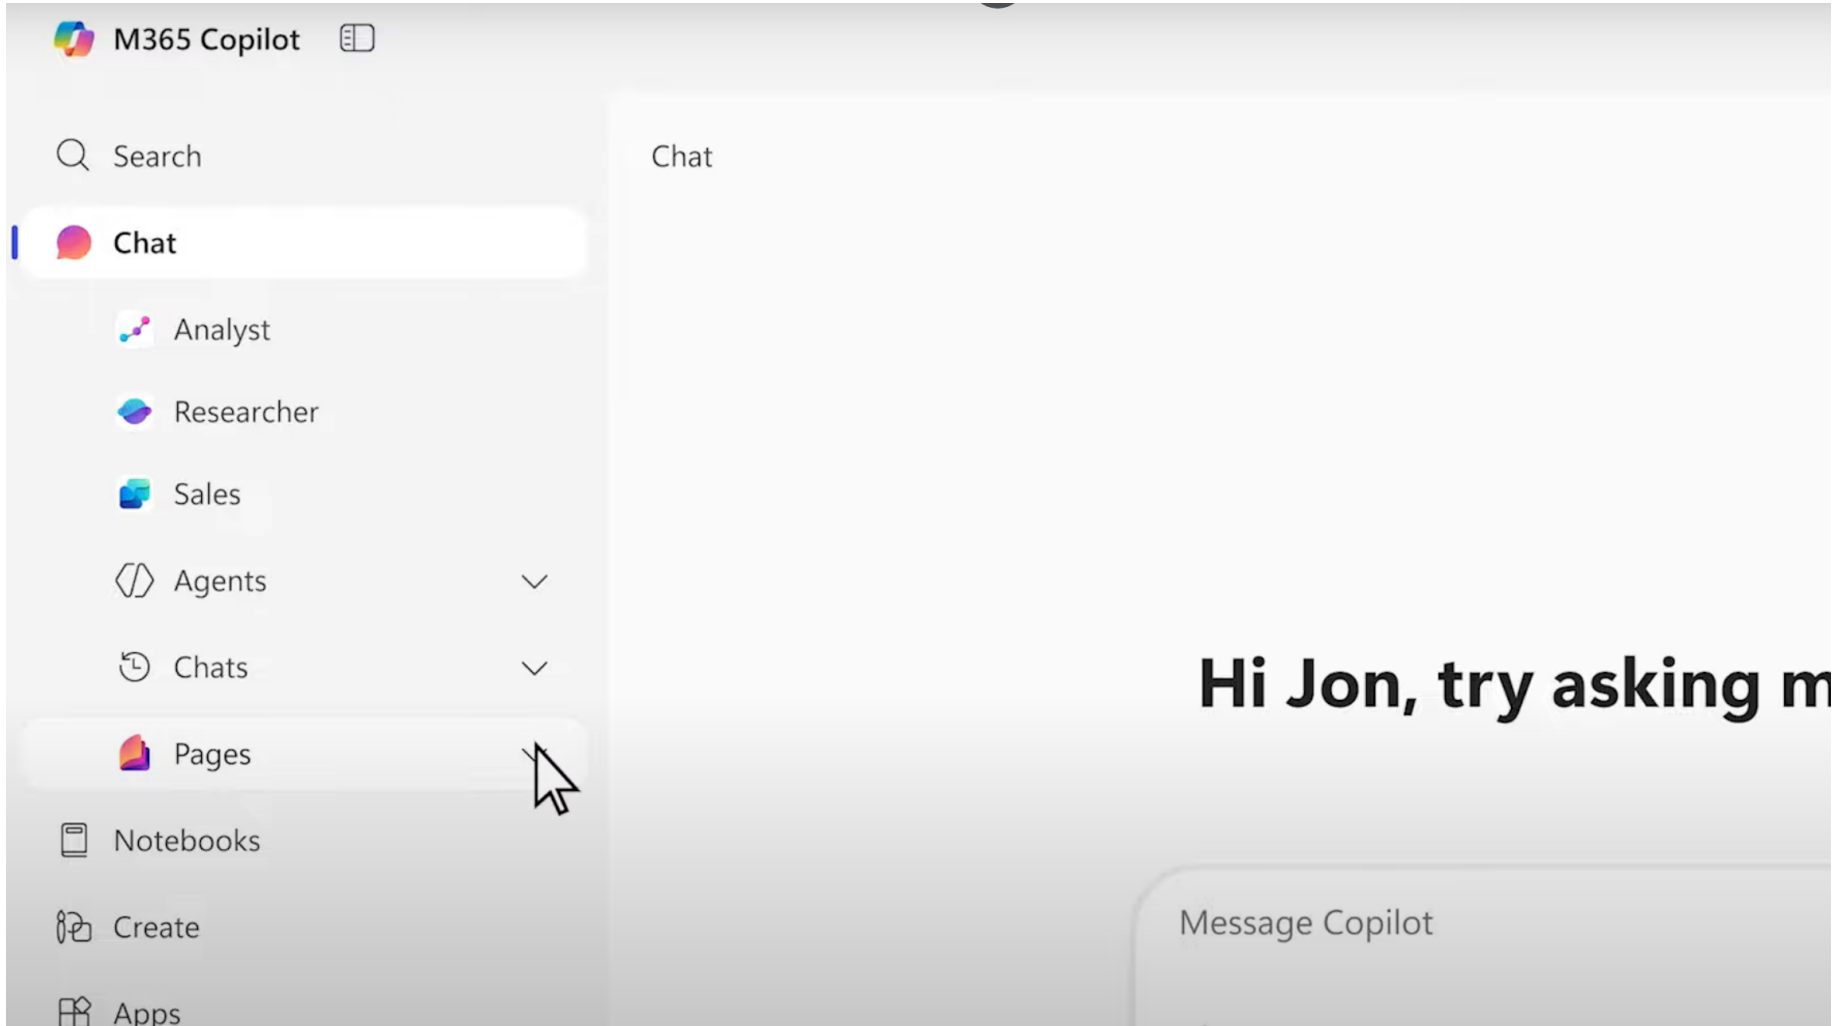 M365 Copilot
Search
Chat
Analyst
Researcher
Sales
Agents
Chats
Pages
Notebooks
Create
Apps
Chat
Hi Jon, try asking m
Message Copilot